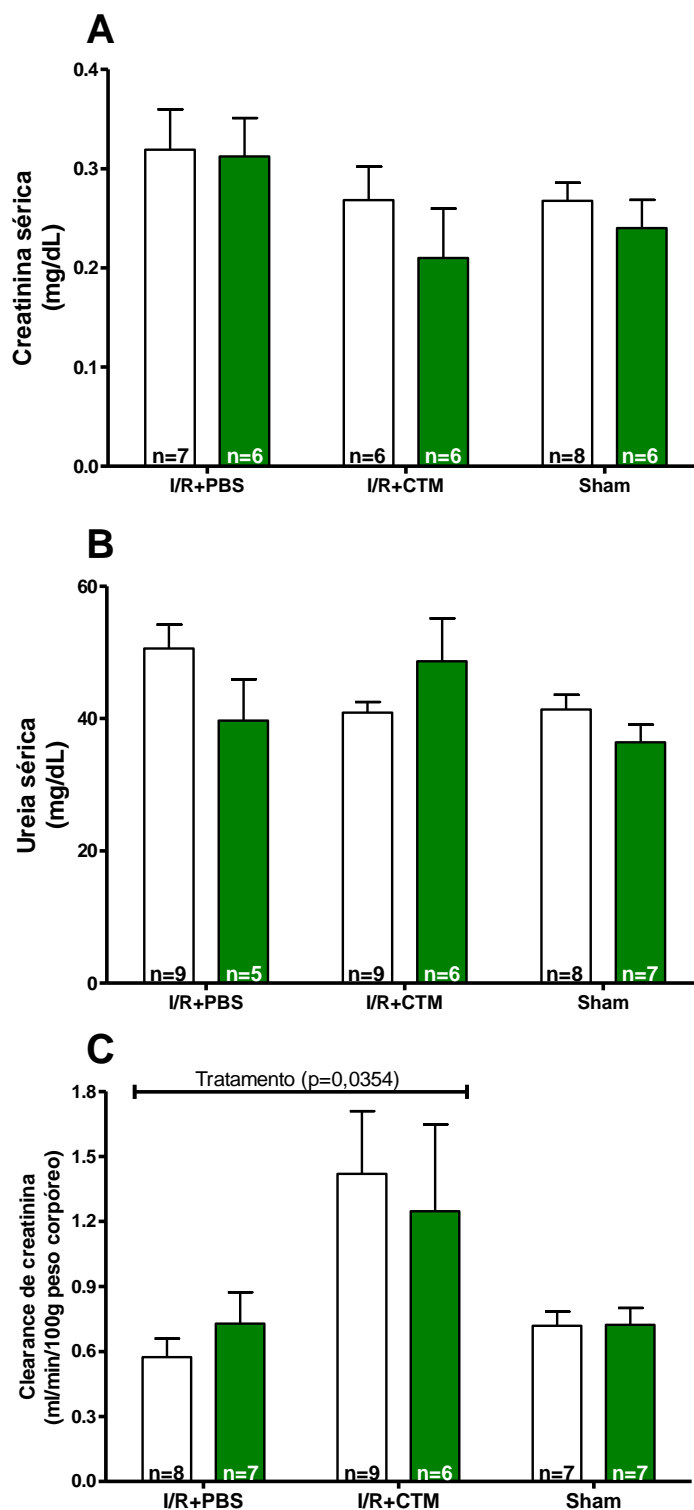 A
Creatinina sérica
(mg/dL)
0.4
0.3
0.2
0.1
0.0
n=7 n=6 n=6 n=6 n=8 n=6
I/R+PBS I/R+CTM Sham
B
Ureia sérica
(mg/dL)
60
40
20
0
n=9 n=5 n=9 n=6 n=8 n=7
I/R+PBS I/R+CTM Sham
C
Tratamento (p=0,0354)
Clearance de creatinina
(ml/min/100g peso corpóreo)
1.8
1.5
1.2
0.9
0.6
0.3
0.0
n=8 n=7 n=9 n=6 n=7 n=7
I/R+PBS I/R+CTM Sham